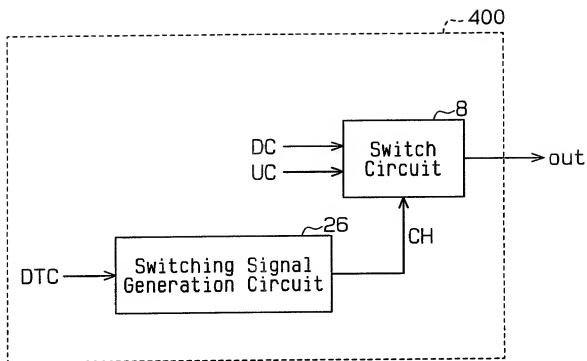 400
8
DC
UC
Switch
Circuit
out
CH
26
DTC
Switching Signal
Generation Circuit